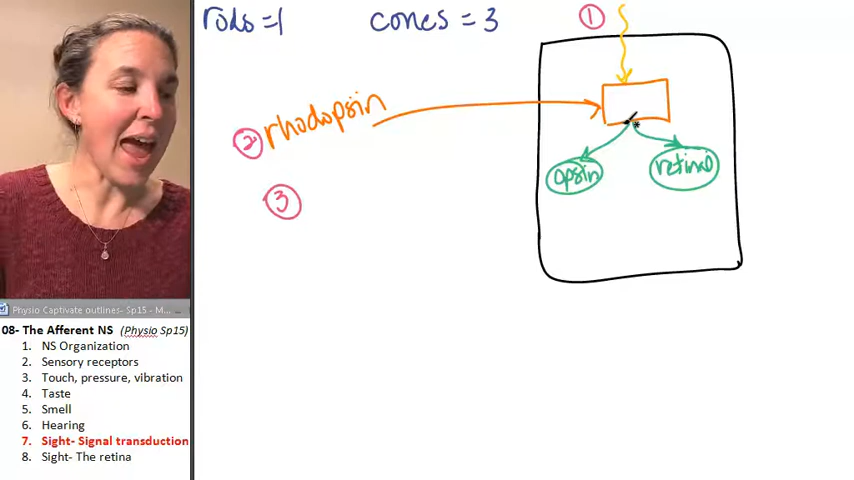 rods =1
cones = 3
1
2 rhodopsin
opsin
retinal
3
Physio Captivate outlines- Sp15 - M...
08- The Afferent NS (Physio Sp15)
1. NS Organization
2. Sensory receptors
3. Touch, pressure, vibration
4. Taste
5. Smell
6. Hearing
7. Sight- Signal transduction
8. Sight- The retina